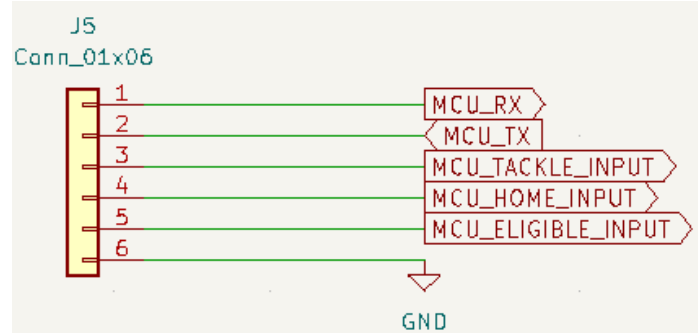 J5
Conn_01x06
1 MCU_RX
2 MCU_TX
3 MCU_TACKLE_INPUT
4 MCU_HOME_INPUT
5 MCU_ELIGIBLE_INPUT
6
GND